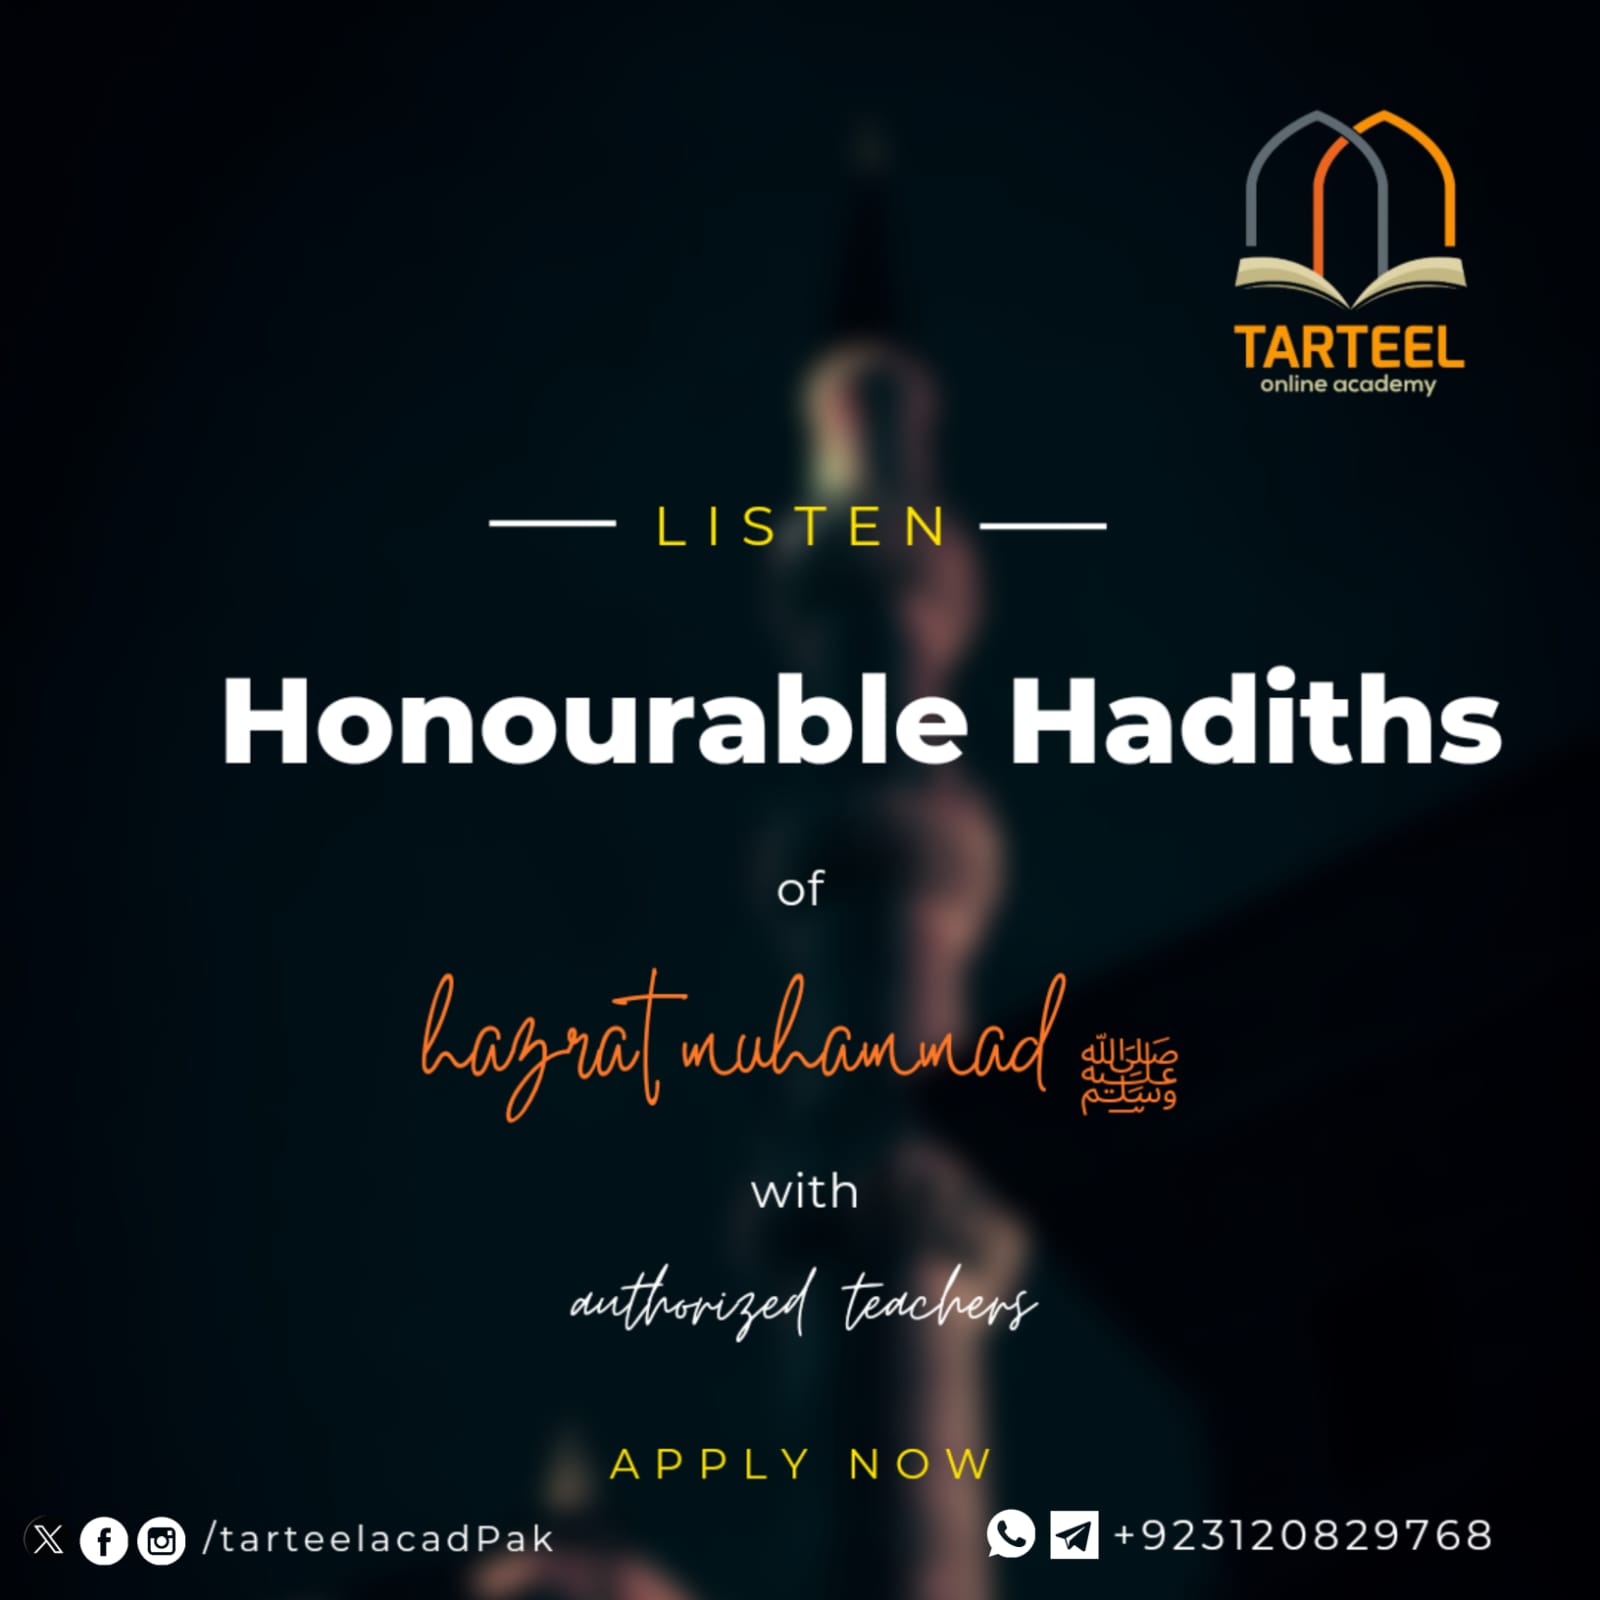 TARTEEL
online academy
LISTEN
Honourable Hadiths
of
hazrat muhammad ﷺ
with
authorized teachers
APPLY NOW
/tarteelacadPak
+923120829768